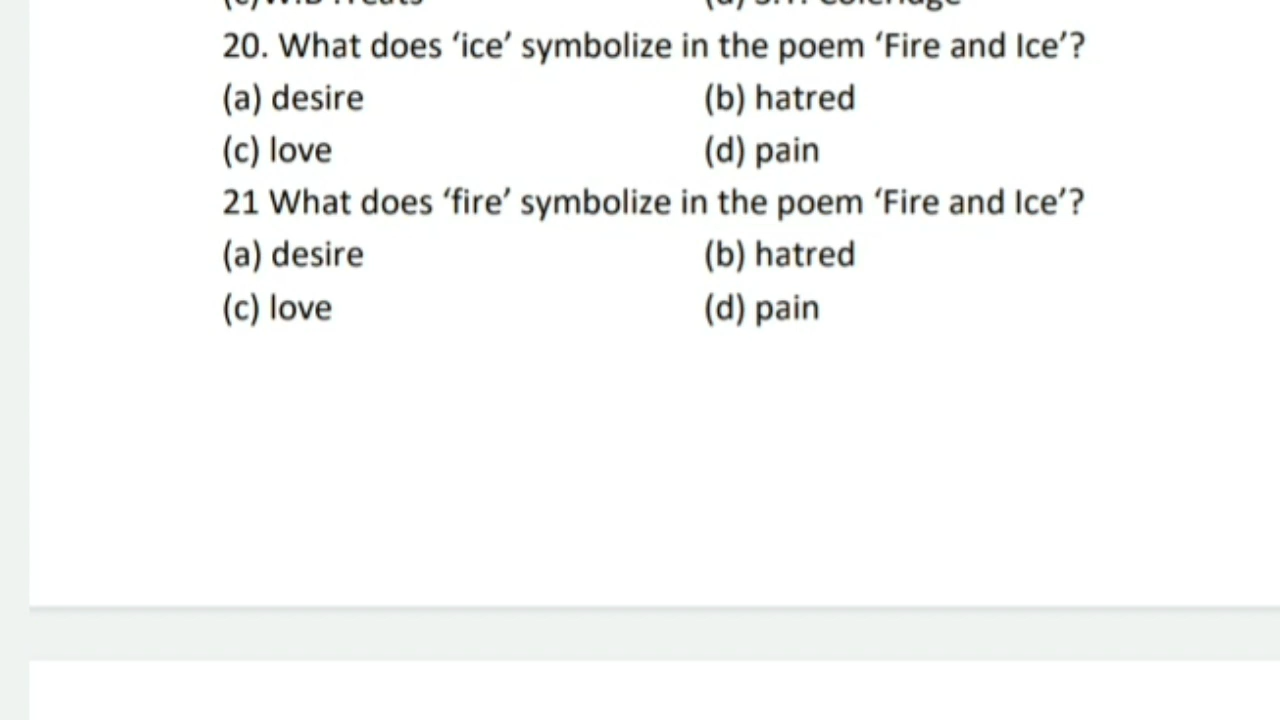 20. What does ‘ice’ symbolize in the poem ‘Fire and Ice’?
(a) desire (b) hatred
(c) love (d) pain
21 What does ‘fire’ symbolize in the poem ‘Fire and Ice’?
(a) desire (b) hatred
(c) love (d) pain